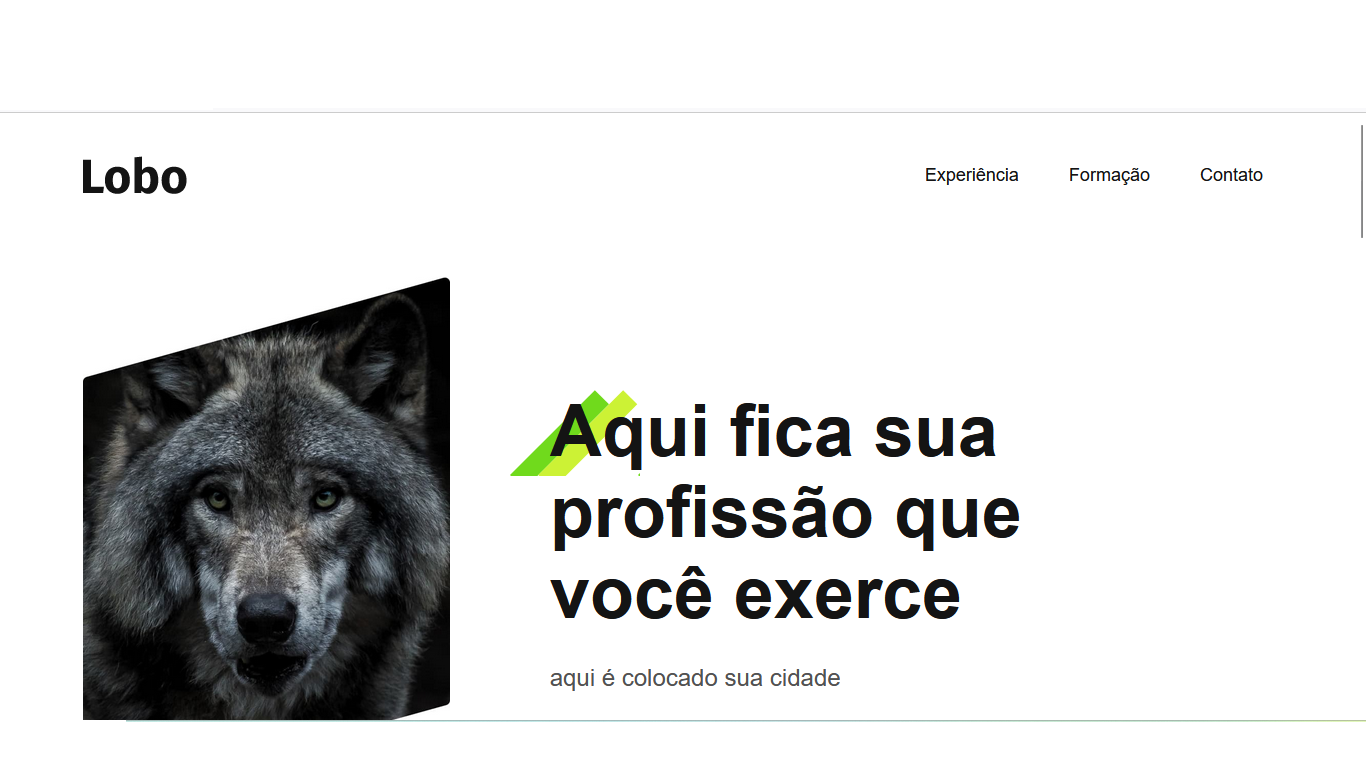 Lobo
Experiência Formação Contato
Aqui fica sua
profissão que
você exerce
aqui é colocado sua cidade